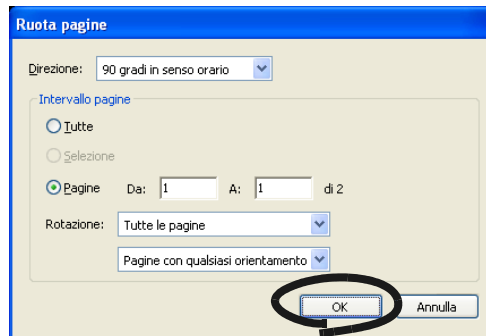 Ruota pagine
Direzione: 90 gradi in senso orario
Intervallo pagine
Tutte
Selezione
Pagine Da: 1 A: 1 di 2
Rotazione: Tutte le pagine
Pagine con qualsiasi orientamento
OK Annulla